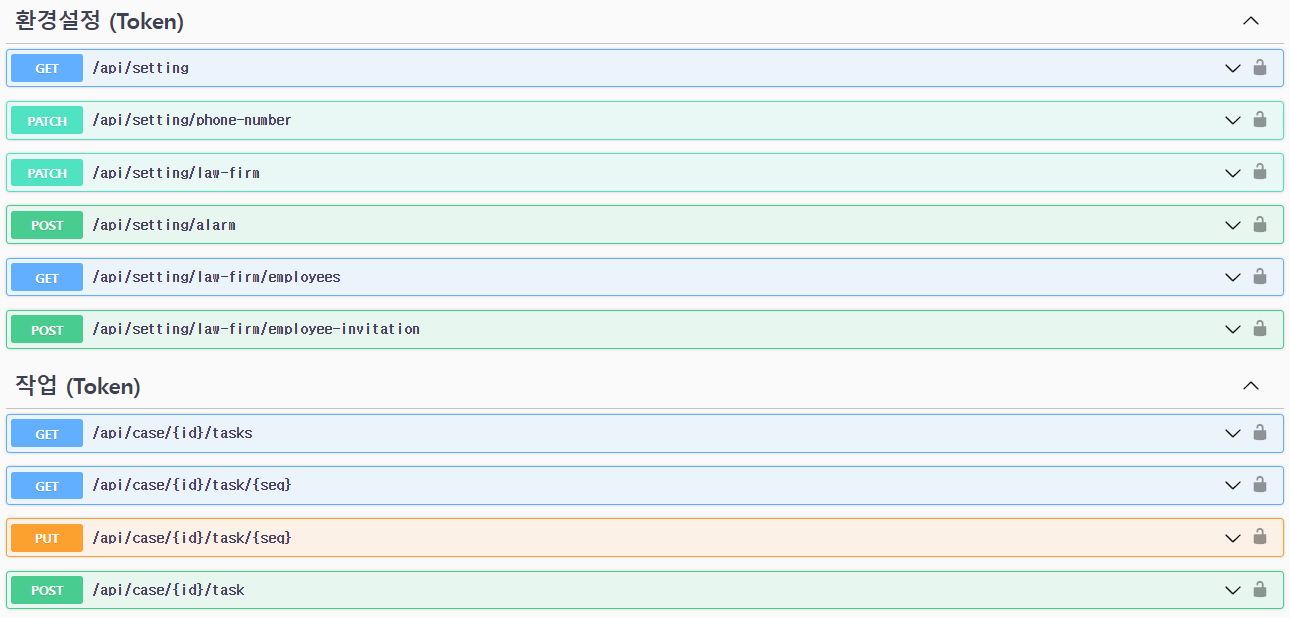 환경설정 (Token)
GET /api/setting
PATCH /api/setting/phone-number
PATCH /api/setting/law-firm
POST /api/setting/alarm
GET /api/setting/law-firm/employees
POST /api/setting/law-firm/employee-invitation
작업 (Token)
GET /api/case/{id}/tasks
GET /api/case/{id}/task/{seq}
PUT /api/case/{id}/task/{seq}
POST /api/case/{id}/task